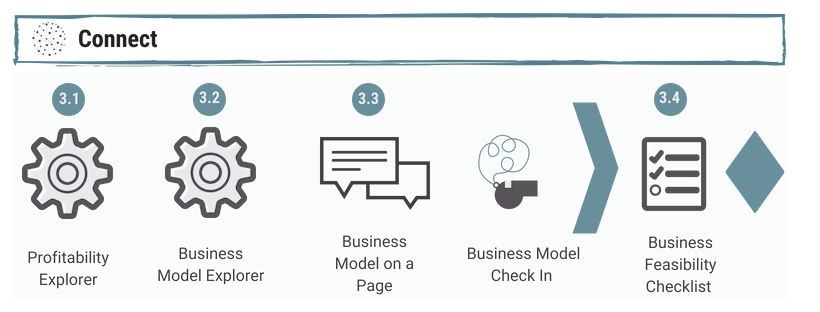 Connect
3.1
3.2
3.3
3.4
Profitability
Explorer
Business
Model Explorer
Business
Model on a
Page
Business Model
Check In
Business
Feasibility
Checklist